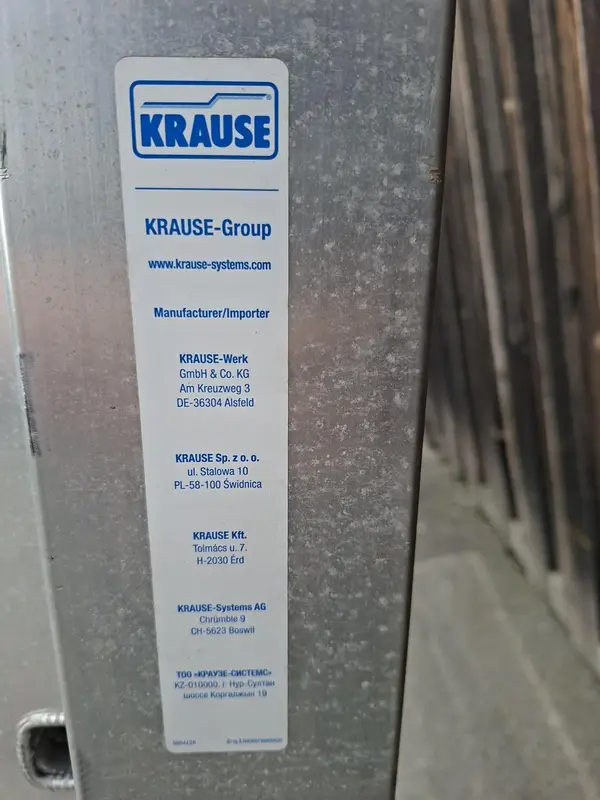 KRAUSE
KRAUSE-Group
www.krause-systems.com
Manufacturer/Importer
KRAUSE-Werk
GmbH & Co. KG
Am Kreuzweg 3
DE-36304 Alsfeld
KRAUSE Sp. z o. o.
ul. Stalowa 10
PL-58-100 Świdnica
KRAUSE Kft.
Tolmács u. 7.
H-2030 Érd
KRAUSE-Systems AG
Chrümble 9
CH-5623 Boswil
ТОО «КРАУЗЕ-СИСТЕМС»
KZ-010000, г. Нур-Султан
шоссе Коргалжын 19